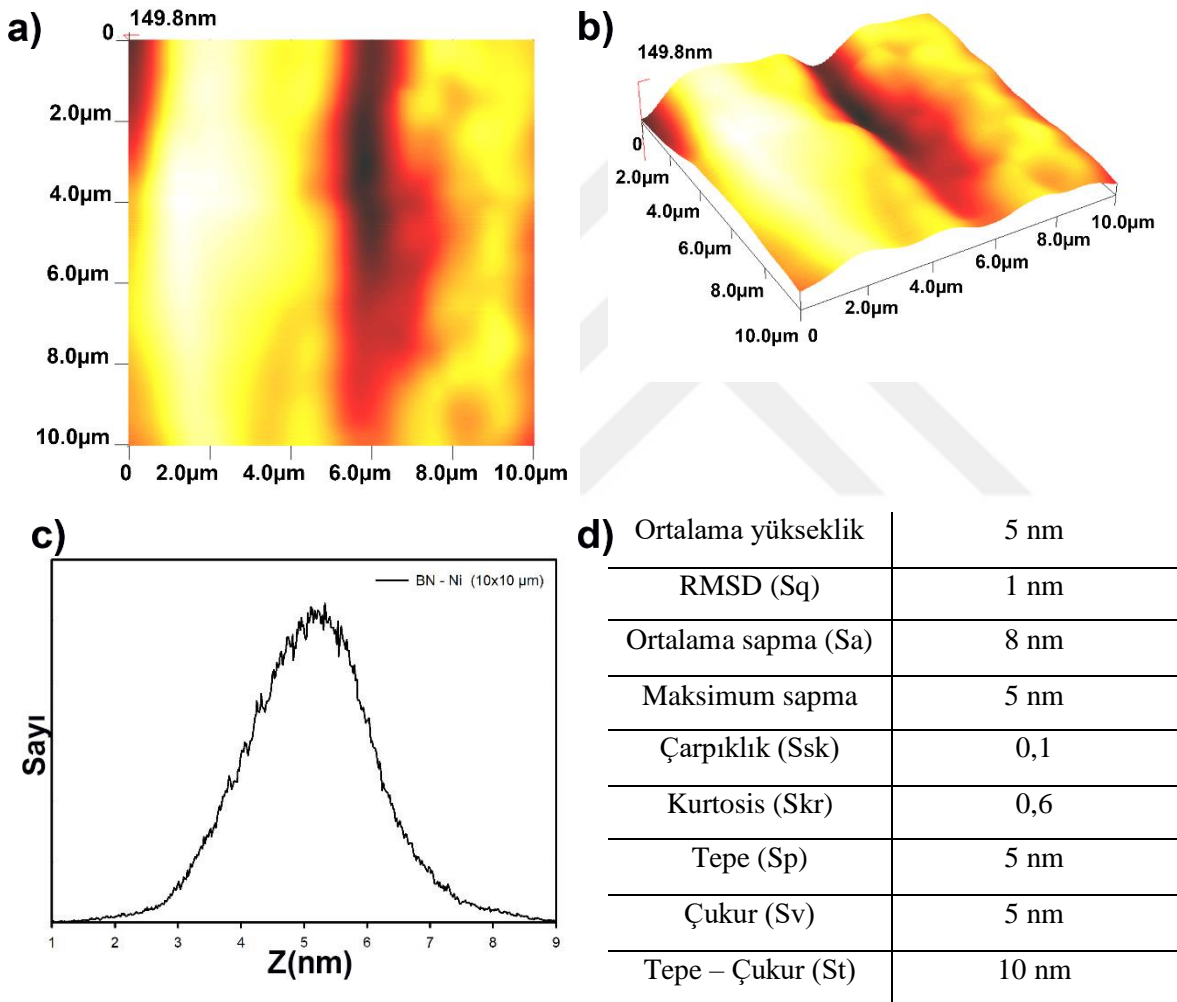 a)
149.8nm
0
2.0µm
4.0µm
6.0µm
8.0µm
10.0µm
0 2.0µm 4.0µm 6.0µm 8.0µm 10.0µm
b)
149.8nm
0
2.0µm
4.0µm
6.0µm
8.0µm
10.0µm 0
2.0µm
4.0µm
6.0µm
8.0µm
10.0µm
c)
BN - Ni (10x10 µm)
Sayı
1 2 3 4 5 6 7 8 9
Z(nm)
d)
Ortalama yükseklik 5 nm
RMSD (Sq) 1 nm
Ortalama sapma (Sa) 8 nm
Maksimum sapma 5 nm
Çarpıklık (Ssk) 0,1
Kurtosis (Skr) 0,6
Tepe (Sp) 5 nm
Çukur (Sv) 5 nm
Tepe – Çukur (St) 10 nm